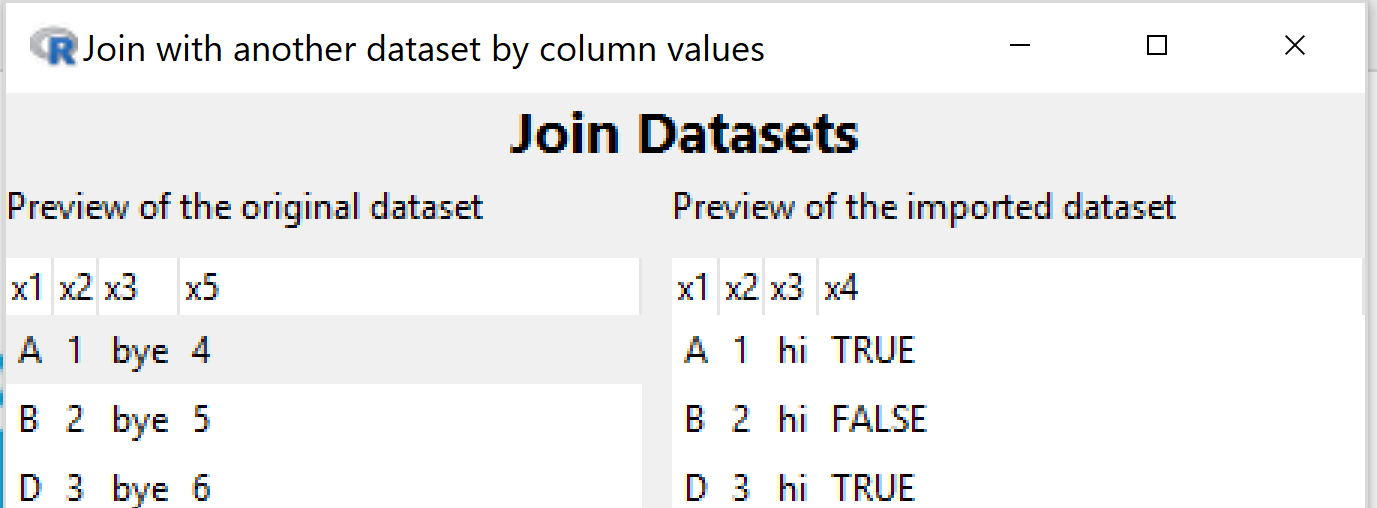 Join with another dataset by column values
Join Datasets
Preview of the original dataset
x1 x2 x3 x5
A 1 bye 4
B 2 bye 5
D 3 bye 6
Preview of the imported dataset
x1 x2 x3 x4
A 1 hi TRUE
B 2 hi FALSE
D 3 hi TRUE